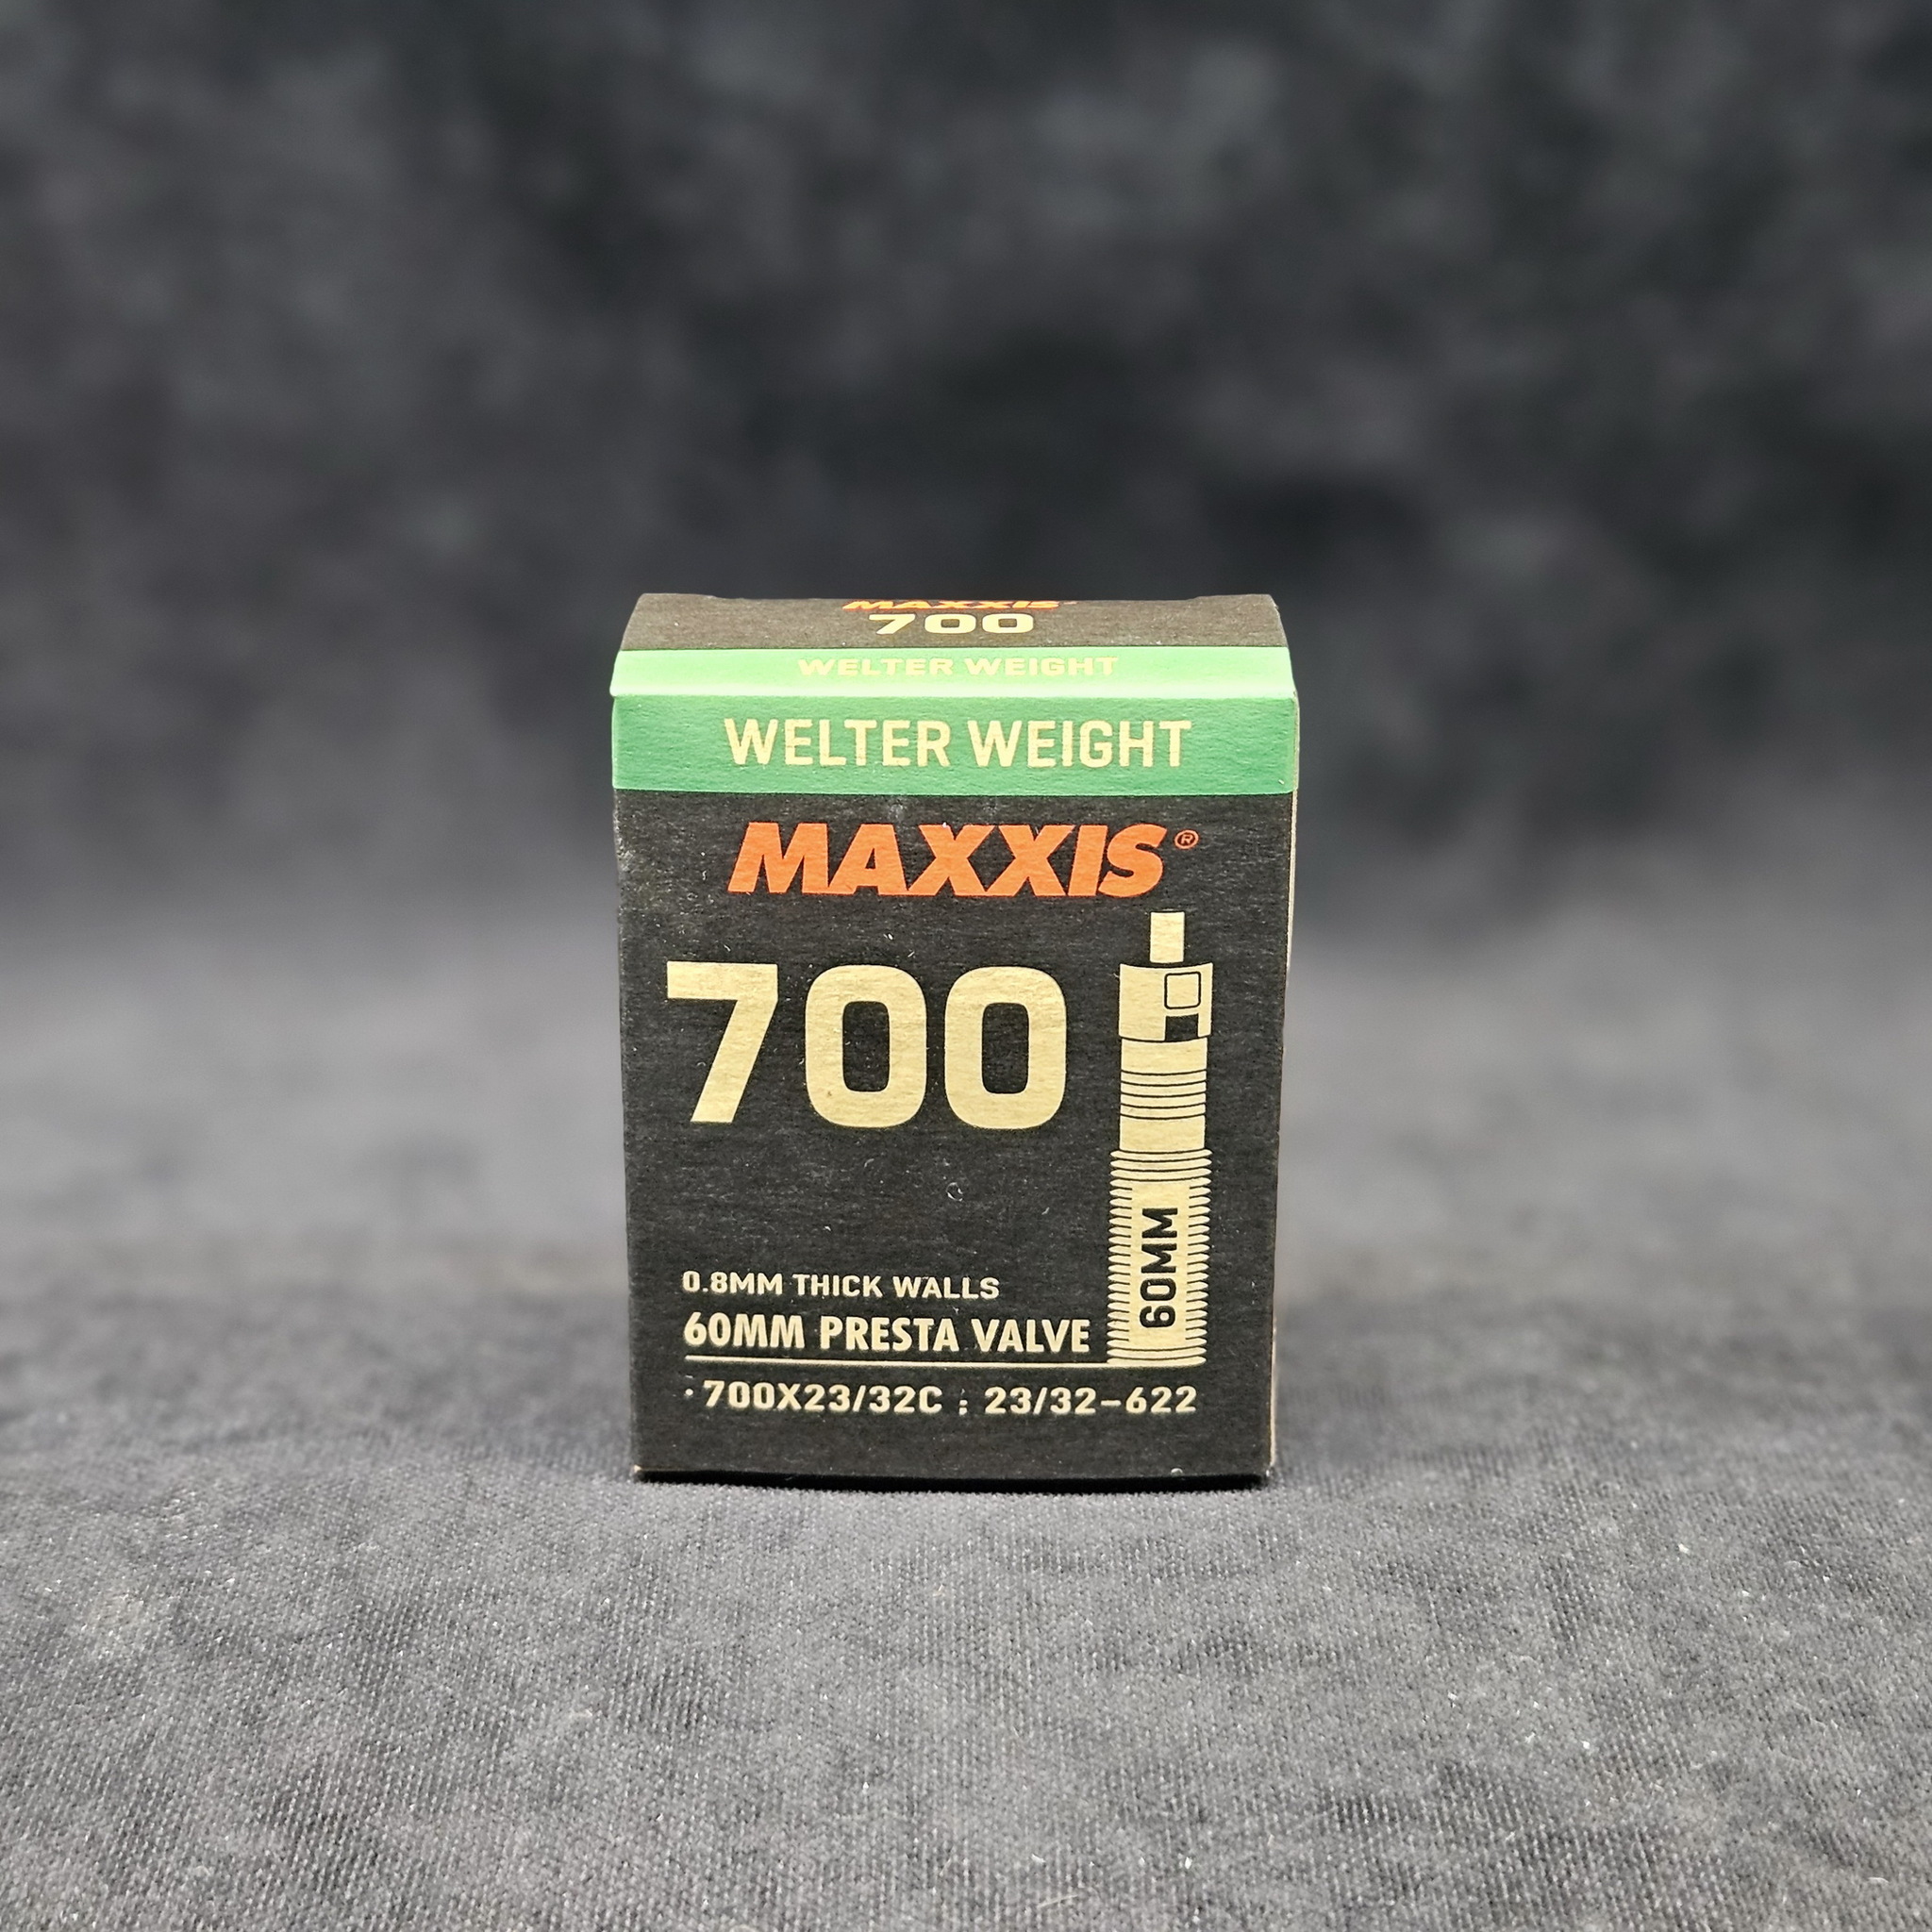 MAXXIS
700
WELTER WEIGHT
WELTER WEIGHT
MAXXIS®
700
60MM
0.8MM THICK WALLS
60MM PRESTA VALVE
· 700X23/32C ; 23/32-622